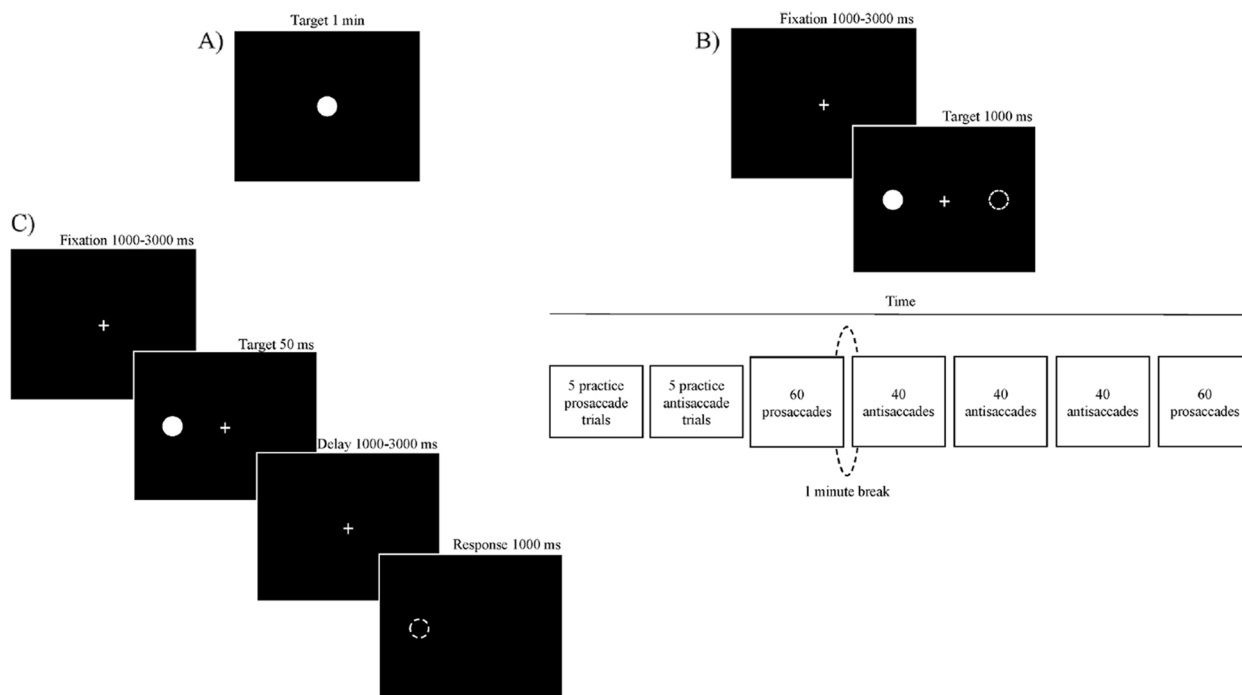 A)
Target 1 min
B)
Fixation 1000-3000 ms
Target 1000 ms
C)
Fixation 1000-3000 ms
Target 50 ms
Delay 1000-3000 ms
Response 1000 ms
Time
5 practice
prosaccade
trials
5 practice
antisaccade
trials
60
prosaccades
40
antisaccades
40
antisaccades
40
antisaccades
60
prosaccades
1 minute break